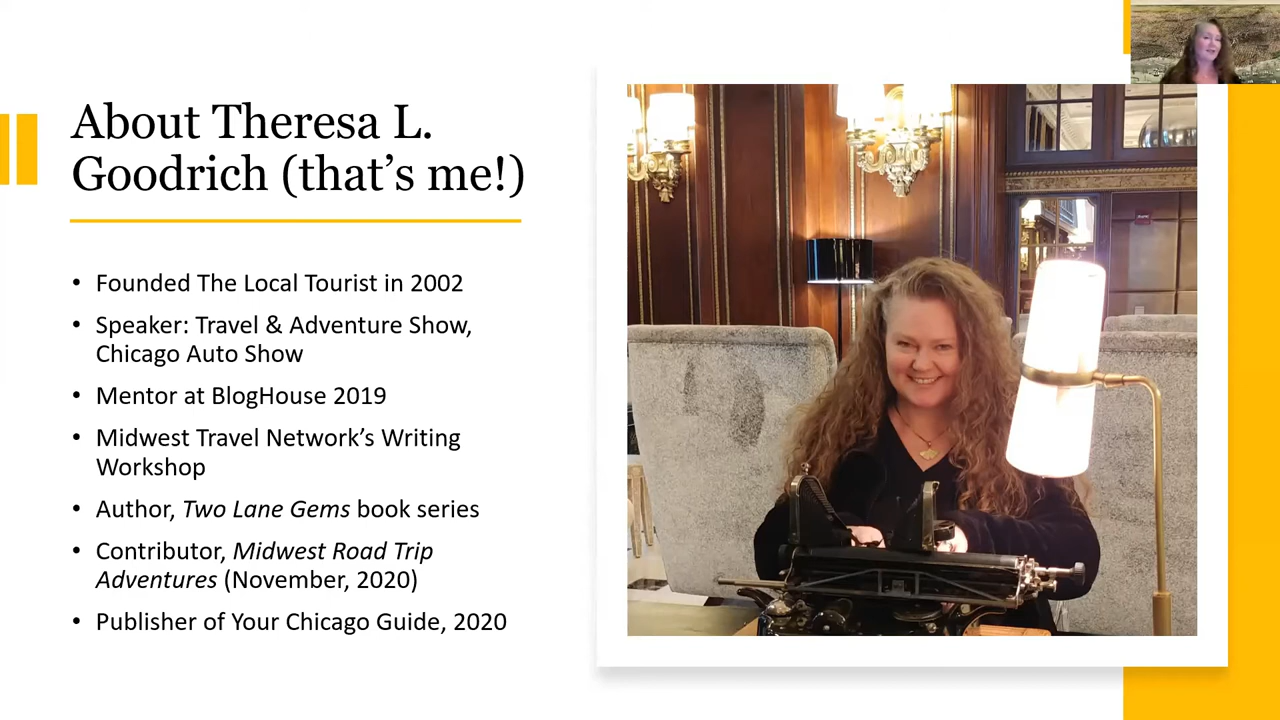 About Theresa L.
Goodrich (that’s me!)
• Founded The Local Tourist in 2002
• Speaker: Travel & Adventure Show,
Chicago Auto Show
• Mentor at BlogHouse 2019
• Midwest Travel Network’s Writing
Workshop
• Author, Two Lane Gems book series
• Contributor, Midwest Road Trip
Adventures (November, 2020)
• Publisher of Your Chicago Guide, 2020